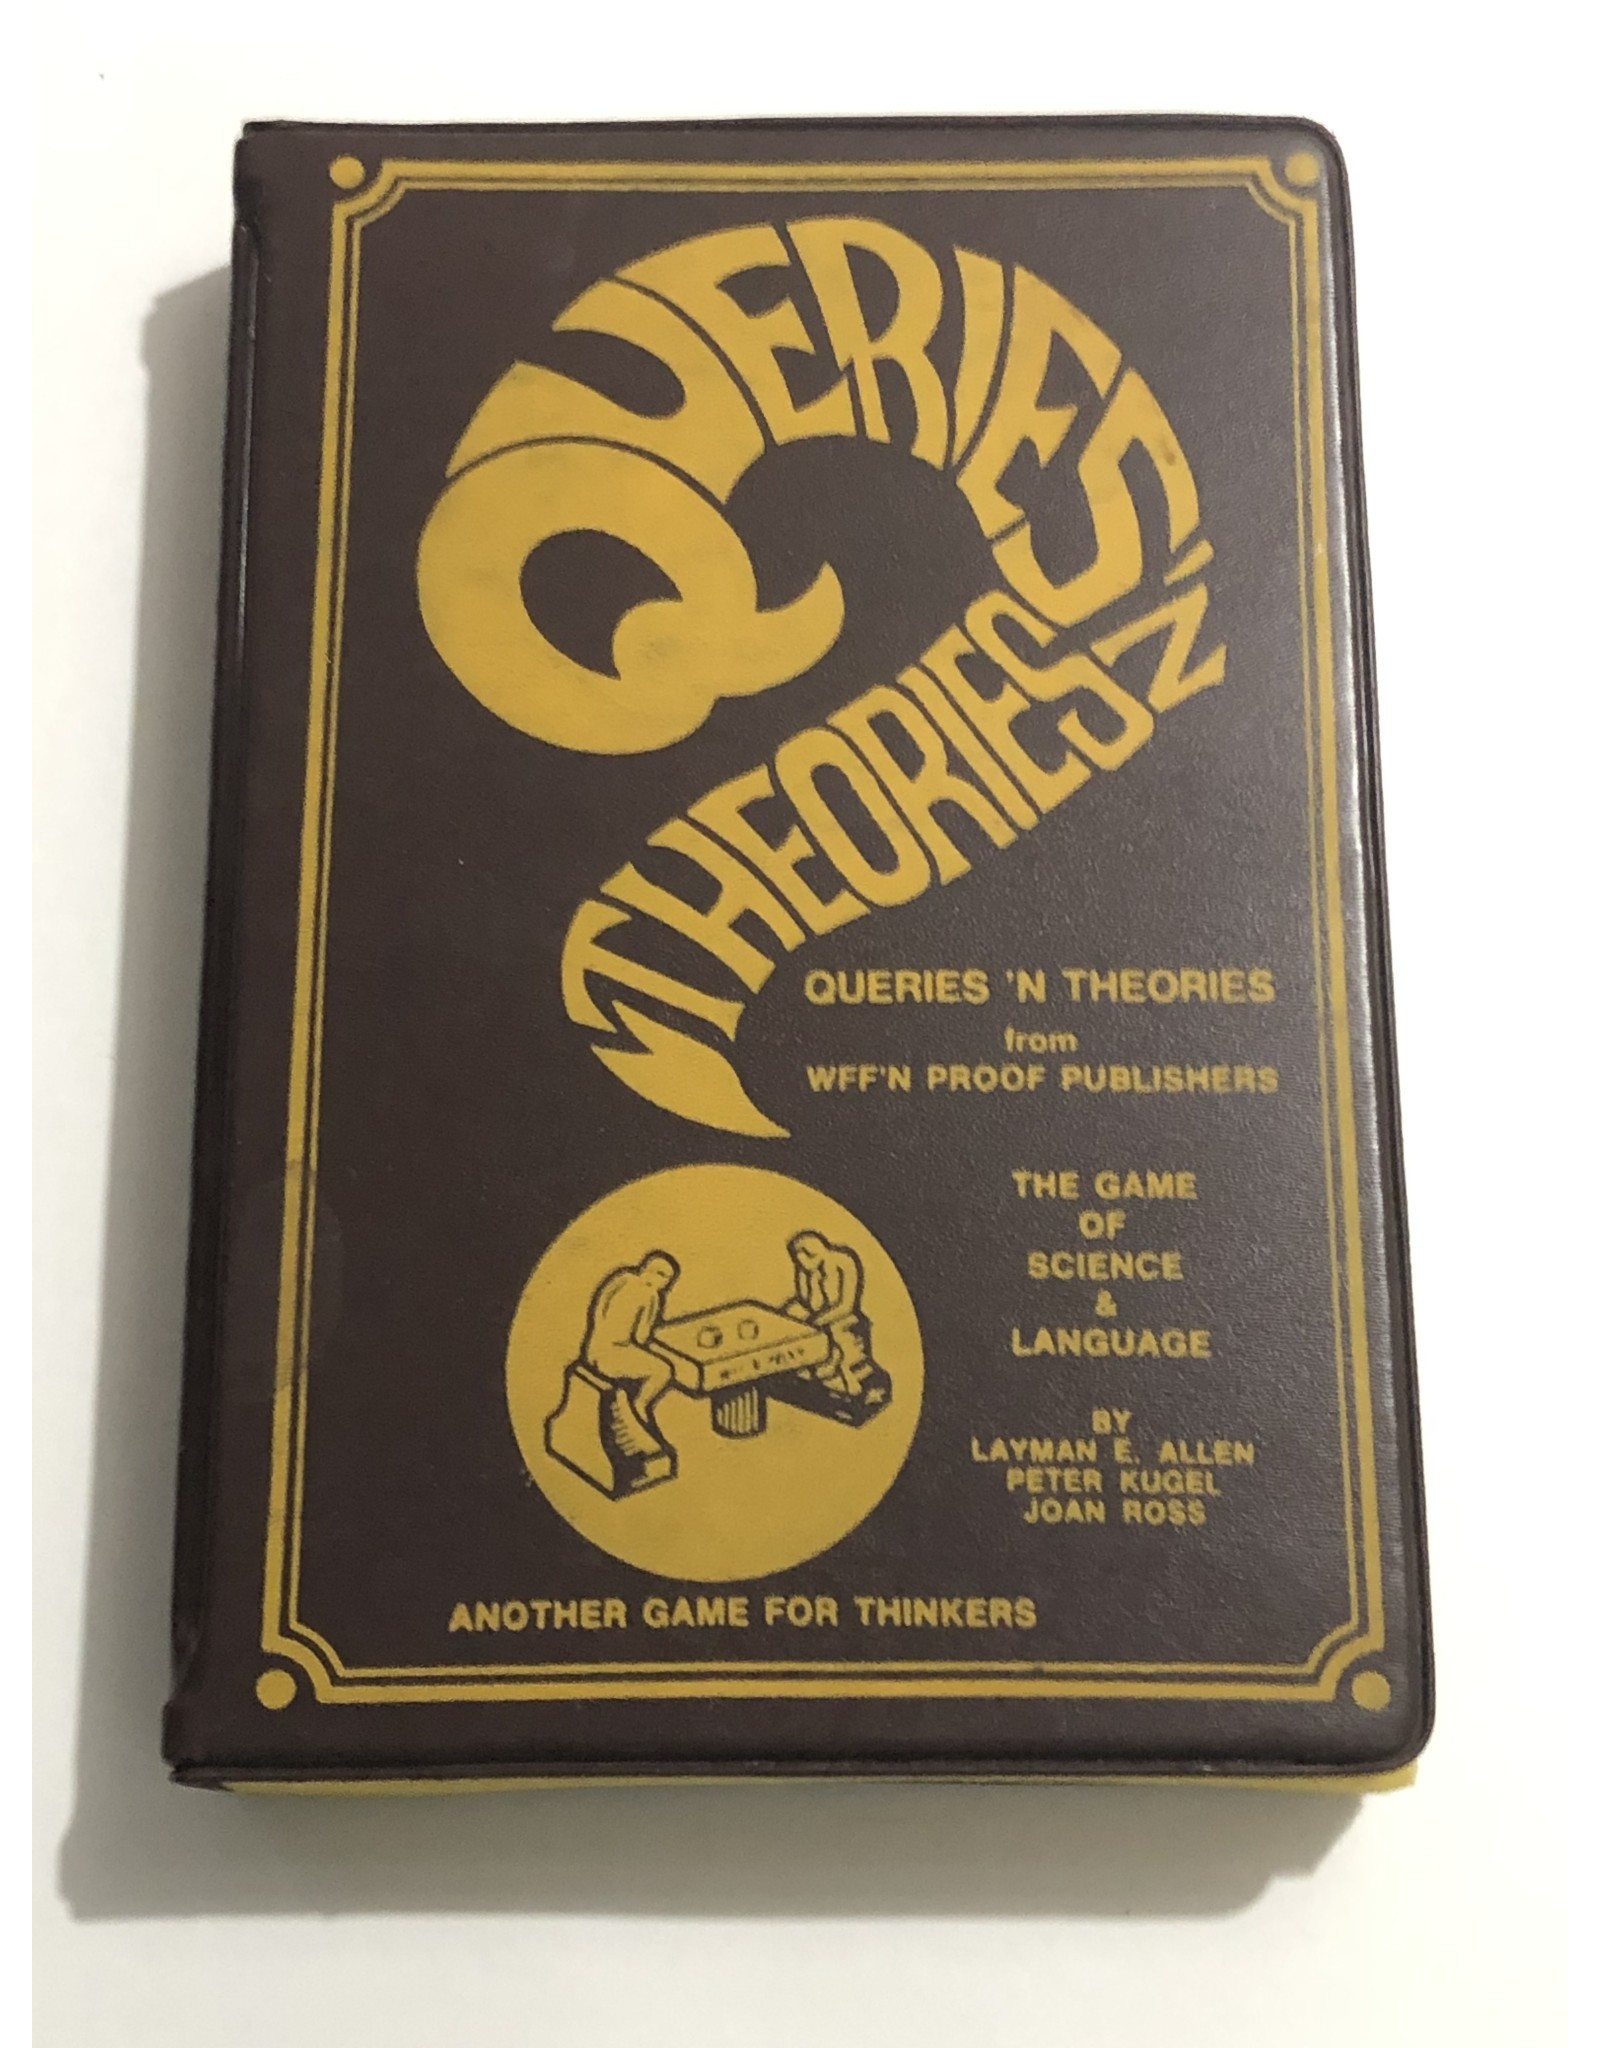 QUERIES
'N
THEORIES
QUERIES 'N THEORIES
from
WFF'N PROOF PUBLISHERS
THE GAME
OF
SCIENCE
&
LANGUAGE
BY
LAYMAN E. ALLEN
PETER KUGEL
JOAN ROSS
ANOTHER GAME FOR THINKERS